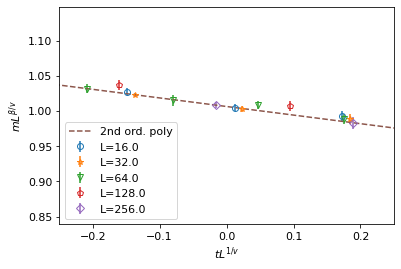 1.10
1.05
1.00
0.95
0.90
0.85
mL^{β/ν}
2nd ord. poly
L=16.0
L=32.0
L=64.0
L=128.0
L=256.0
−0.2 −0.1 0.0 0.1 0.2
tL^{1/ν}